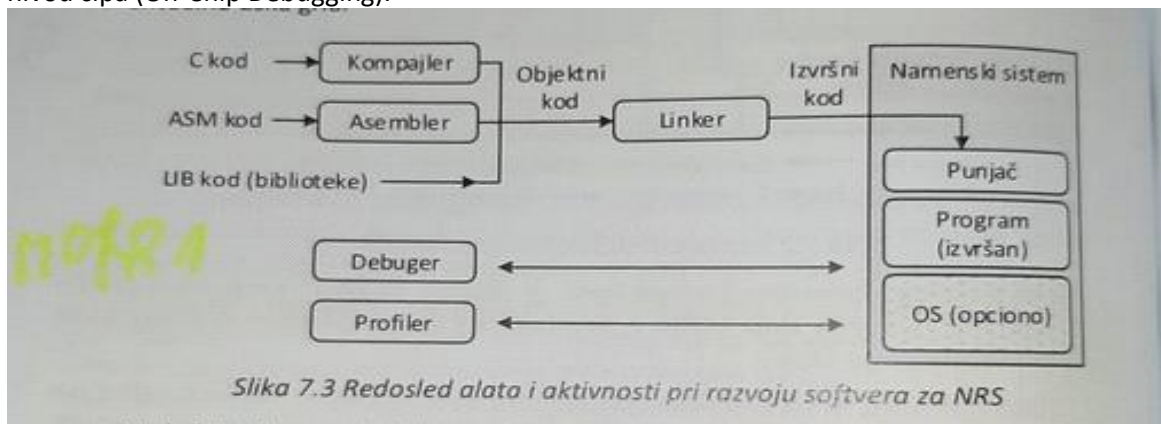 nivou čipa (On-Chip Debugging).
C kod
Kompajler
ASM kod
Asembler
LIB kod (biblioteke)
Objektni
kod
Linker
Izvršni
kod
Namenski sistem
Punjač
Program
(izvršan)
OS (opciono)
Debuger
Profiler
Slika 7.3 Redosled alata i aktivnosti pri razvoju softvera za NRS